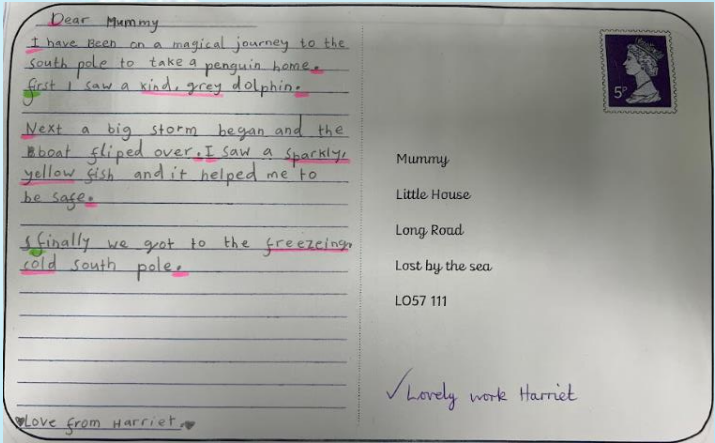 Dear Mummy
I have Been on a magical journey to the
south pole to take a penguin home.
first I saw a kind, grey dolphin.
Next a big storm began and the
boat fliped over. I saw a sparkly,
yellow fish and it helped me to
be safe.
finally we got to the freezeing,
cold south pole.
Love from Harriet.
5P
Mummy
Little House
Long Road
Lost by the sea
LO57 111
✓ Lovely work Harriet